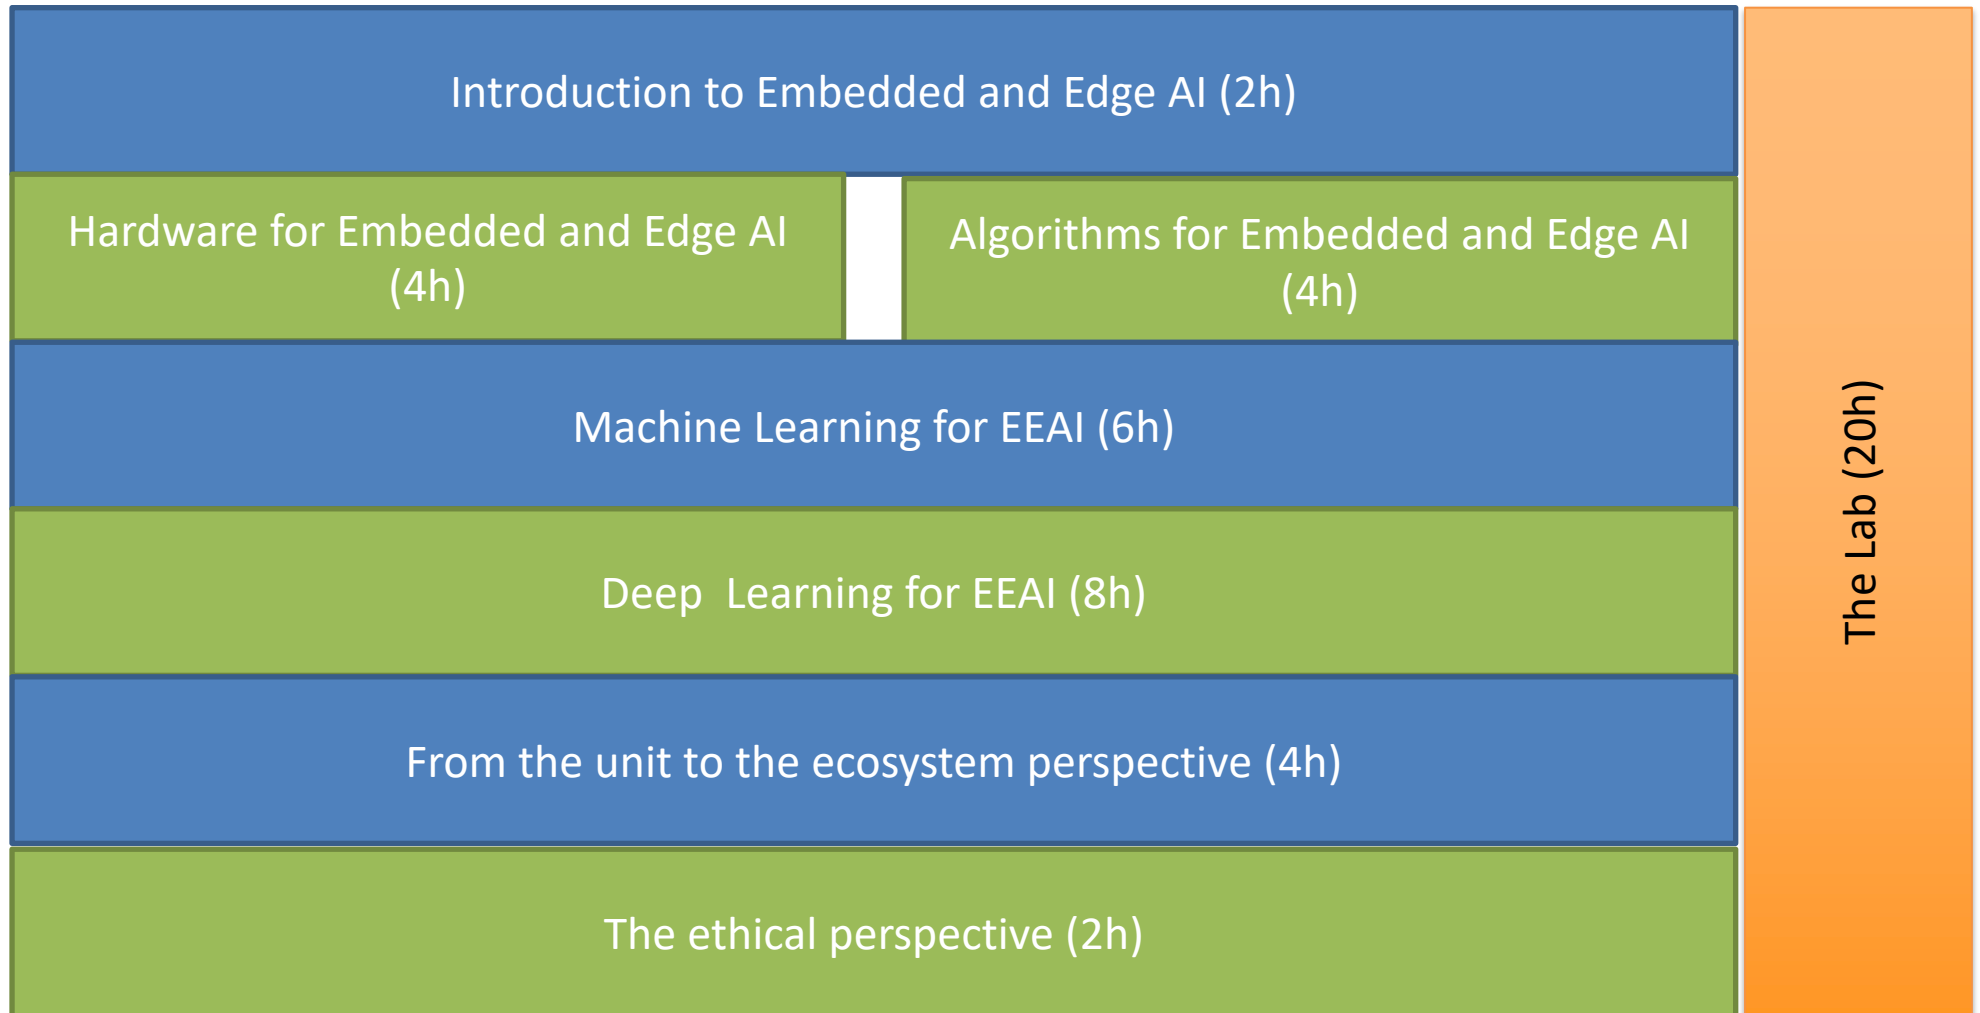 Introduction to Embedded and Edge AI (2h)
Hardware for Embedded and Edge AI
(4h)
Algorithms for Embedded and Edge AI
(4h)
Machine Learning for EEAI (6h)
Deep  Learning for EEAI (8h)
From the unit to the ecosystem perspective (4h)
The ethical perspective (2h)
The Lab (20h)